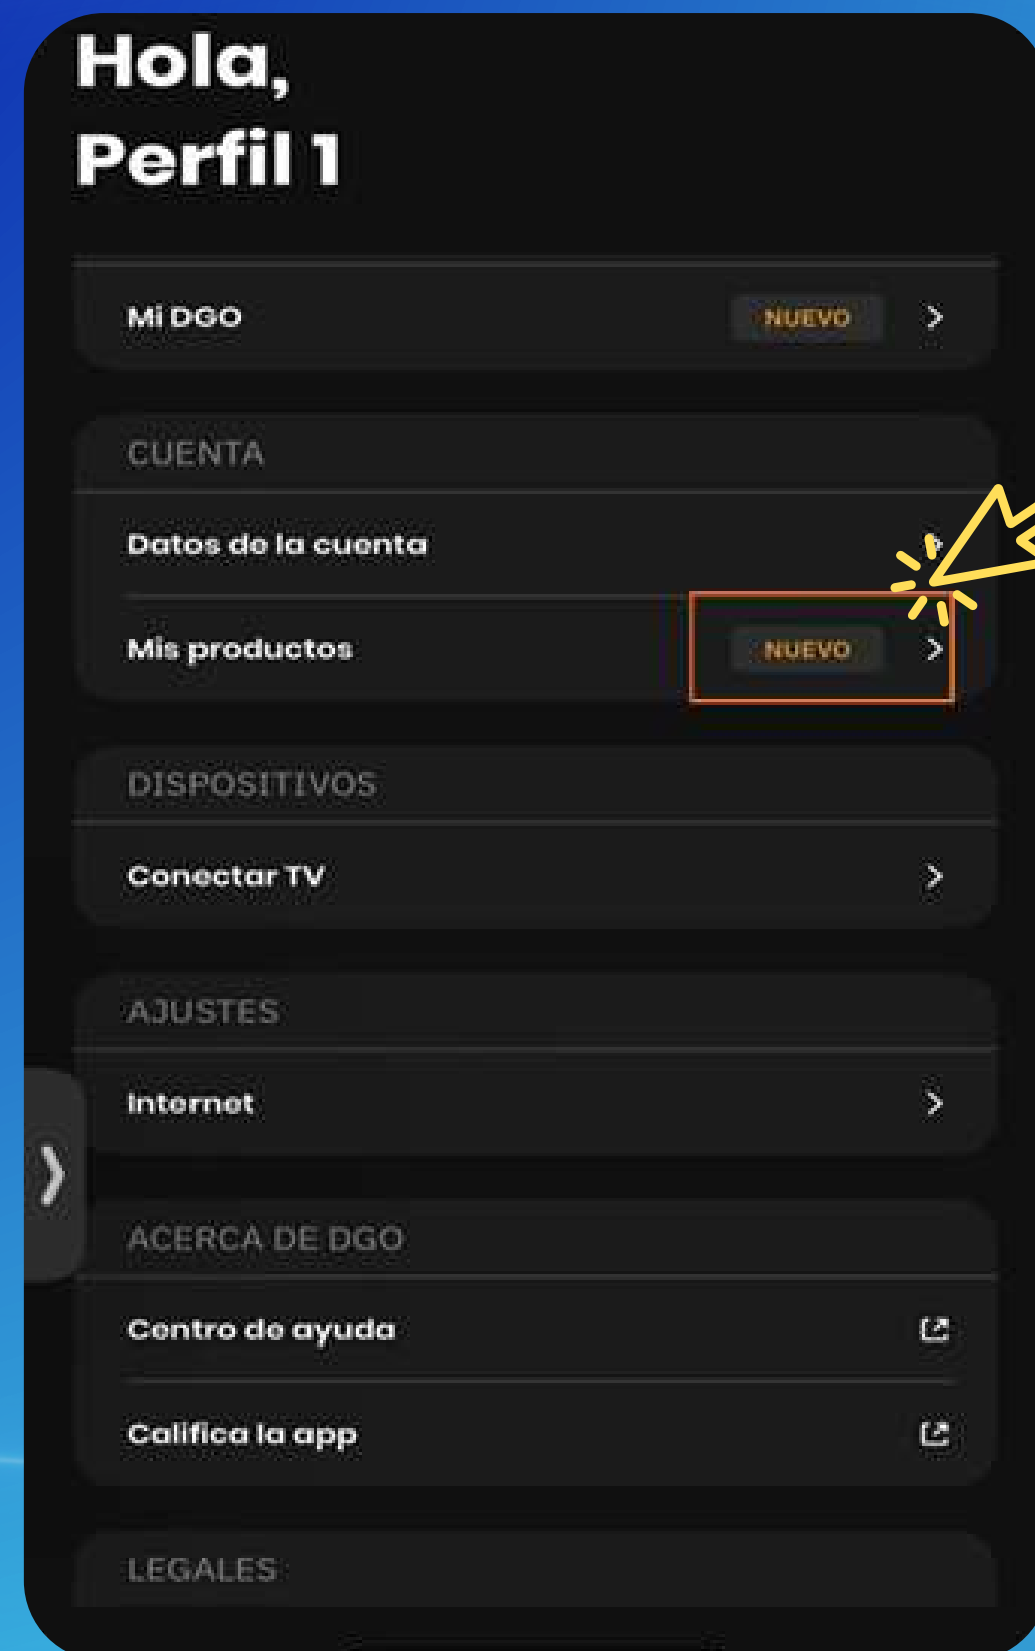 Hola,
Perfil 1
Mi DGO NUEVO
CUENTA
Datos de la cuenta
Mis productos NUEVO
DISPOSITIVOS
Conectar TV
AJUSTES
Internet
ACERCA DE DGO
Centro de ayuda
Califica la app
LEGALES